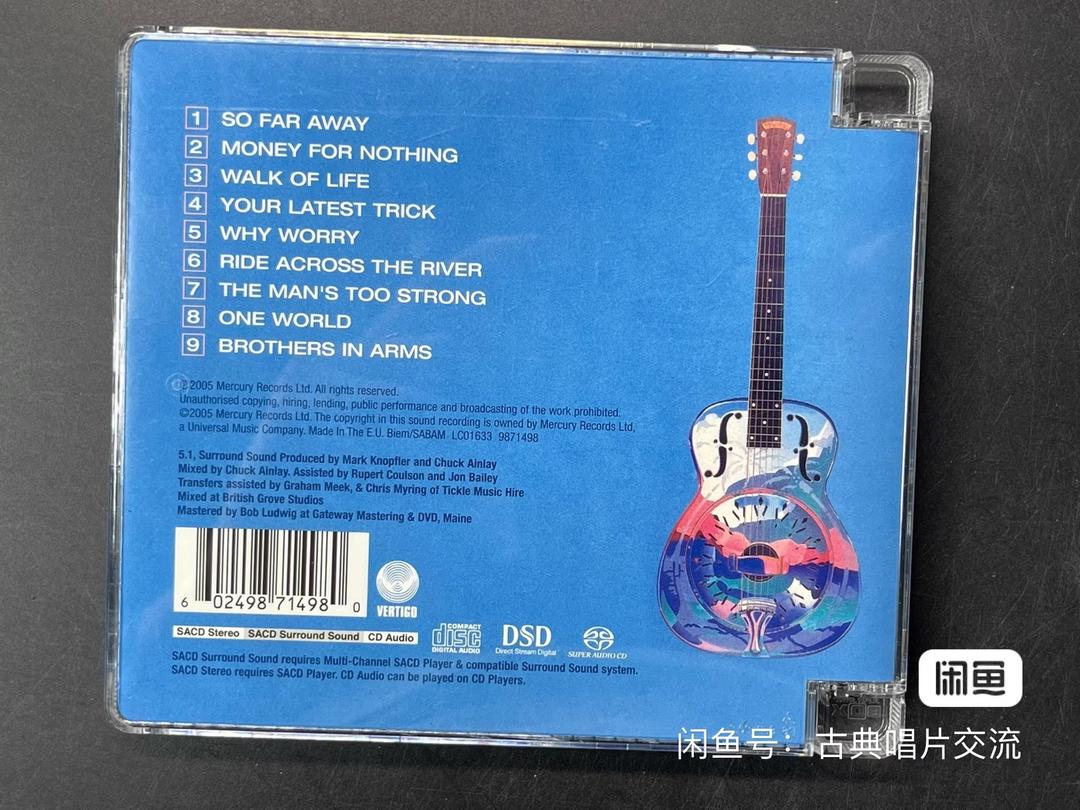 1 SO FAR AWAY
2 MONEY FOR NOTHING
3 WALK OF LIFE
4 YOUR LATEST TRICK
5 WHY WORRY
6 RIDE ACROSS THE RIVER
7 THE MAN'S TOO STRONG
8 ONE WORLD
9 BROTHERS IN ARMS
2005 Mercury Records Ltd. All rights reserved.
Unauthorised copying, hiring, lending, public performance and broadcasting of the work prohibited.
©2005 Mercury Records Ltd. The copyright in this sound recording is owned by Mercury Records Ltd,
a Universal Music Company. Made In The E.U. Biem/SABAM LC01633 9871498
5.1, Surround Sound Produced by Mark Knopfler and Chuck Ainlay
Mixed by Chuck Ainlay. Assisted by Rupert Coulson and Jon Bailey
Transfers assisted by Graham Meek, & Chris Myring of Tickle Music Hire
Mixed at British Grove Studios
Mastered by Bob Ludwig at Gateway Mastering & DVD, Maine
6 02498 71498 0
VERTIGO
SACD Stereo SACD Surround Sound CD Audio
COMPACT disc DIGITAL AUDIO
DSD Direct Stream Digital
SUPER AUDIO CD
SACD Surround Sound requires Multi-Channel SACD Player & compatible Surround Sound system.
SACD Stereo requires SACD Player. CD Audio can be played on CD Players.
闲鱼
闲鱼号：古典唱片交流